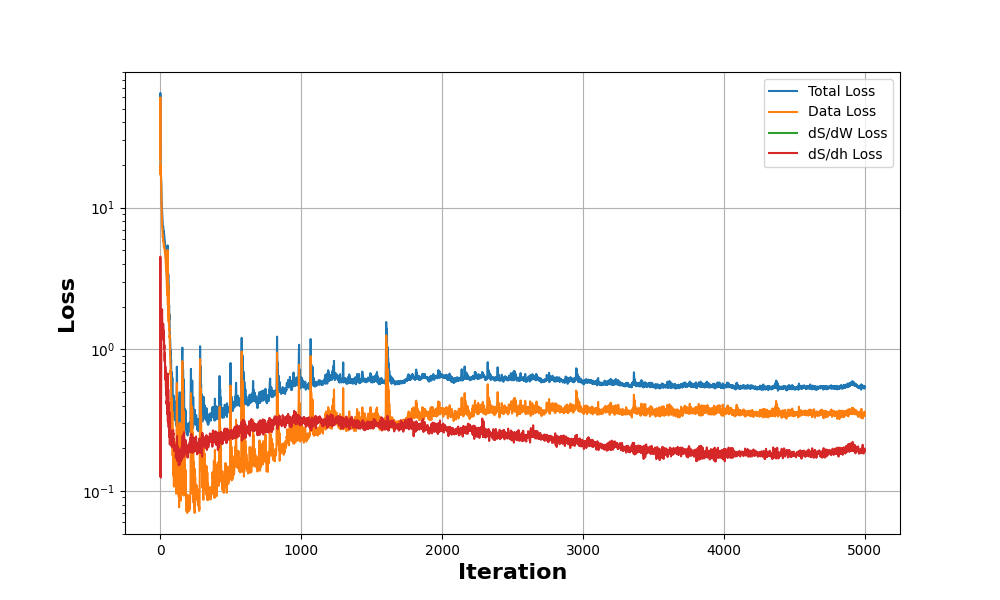 Total Loss
Data Loss
dS/dW Loss
dS/dh Loss
Loss
10¹
10⁰
10⁻¹
0 1000 2000 3000 4000 5000
Iteration